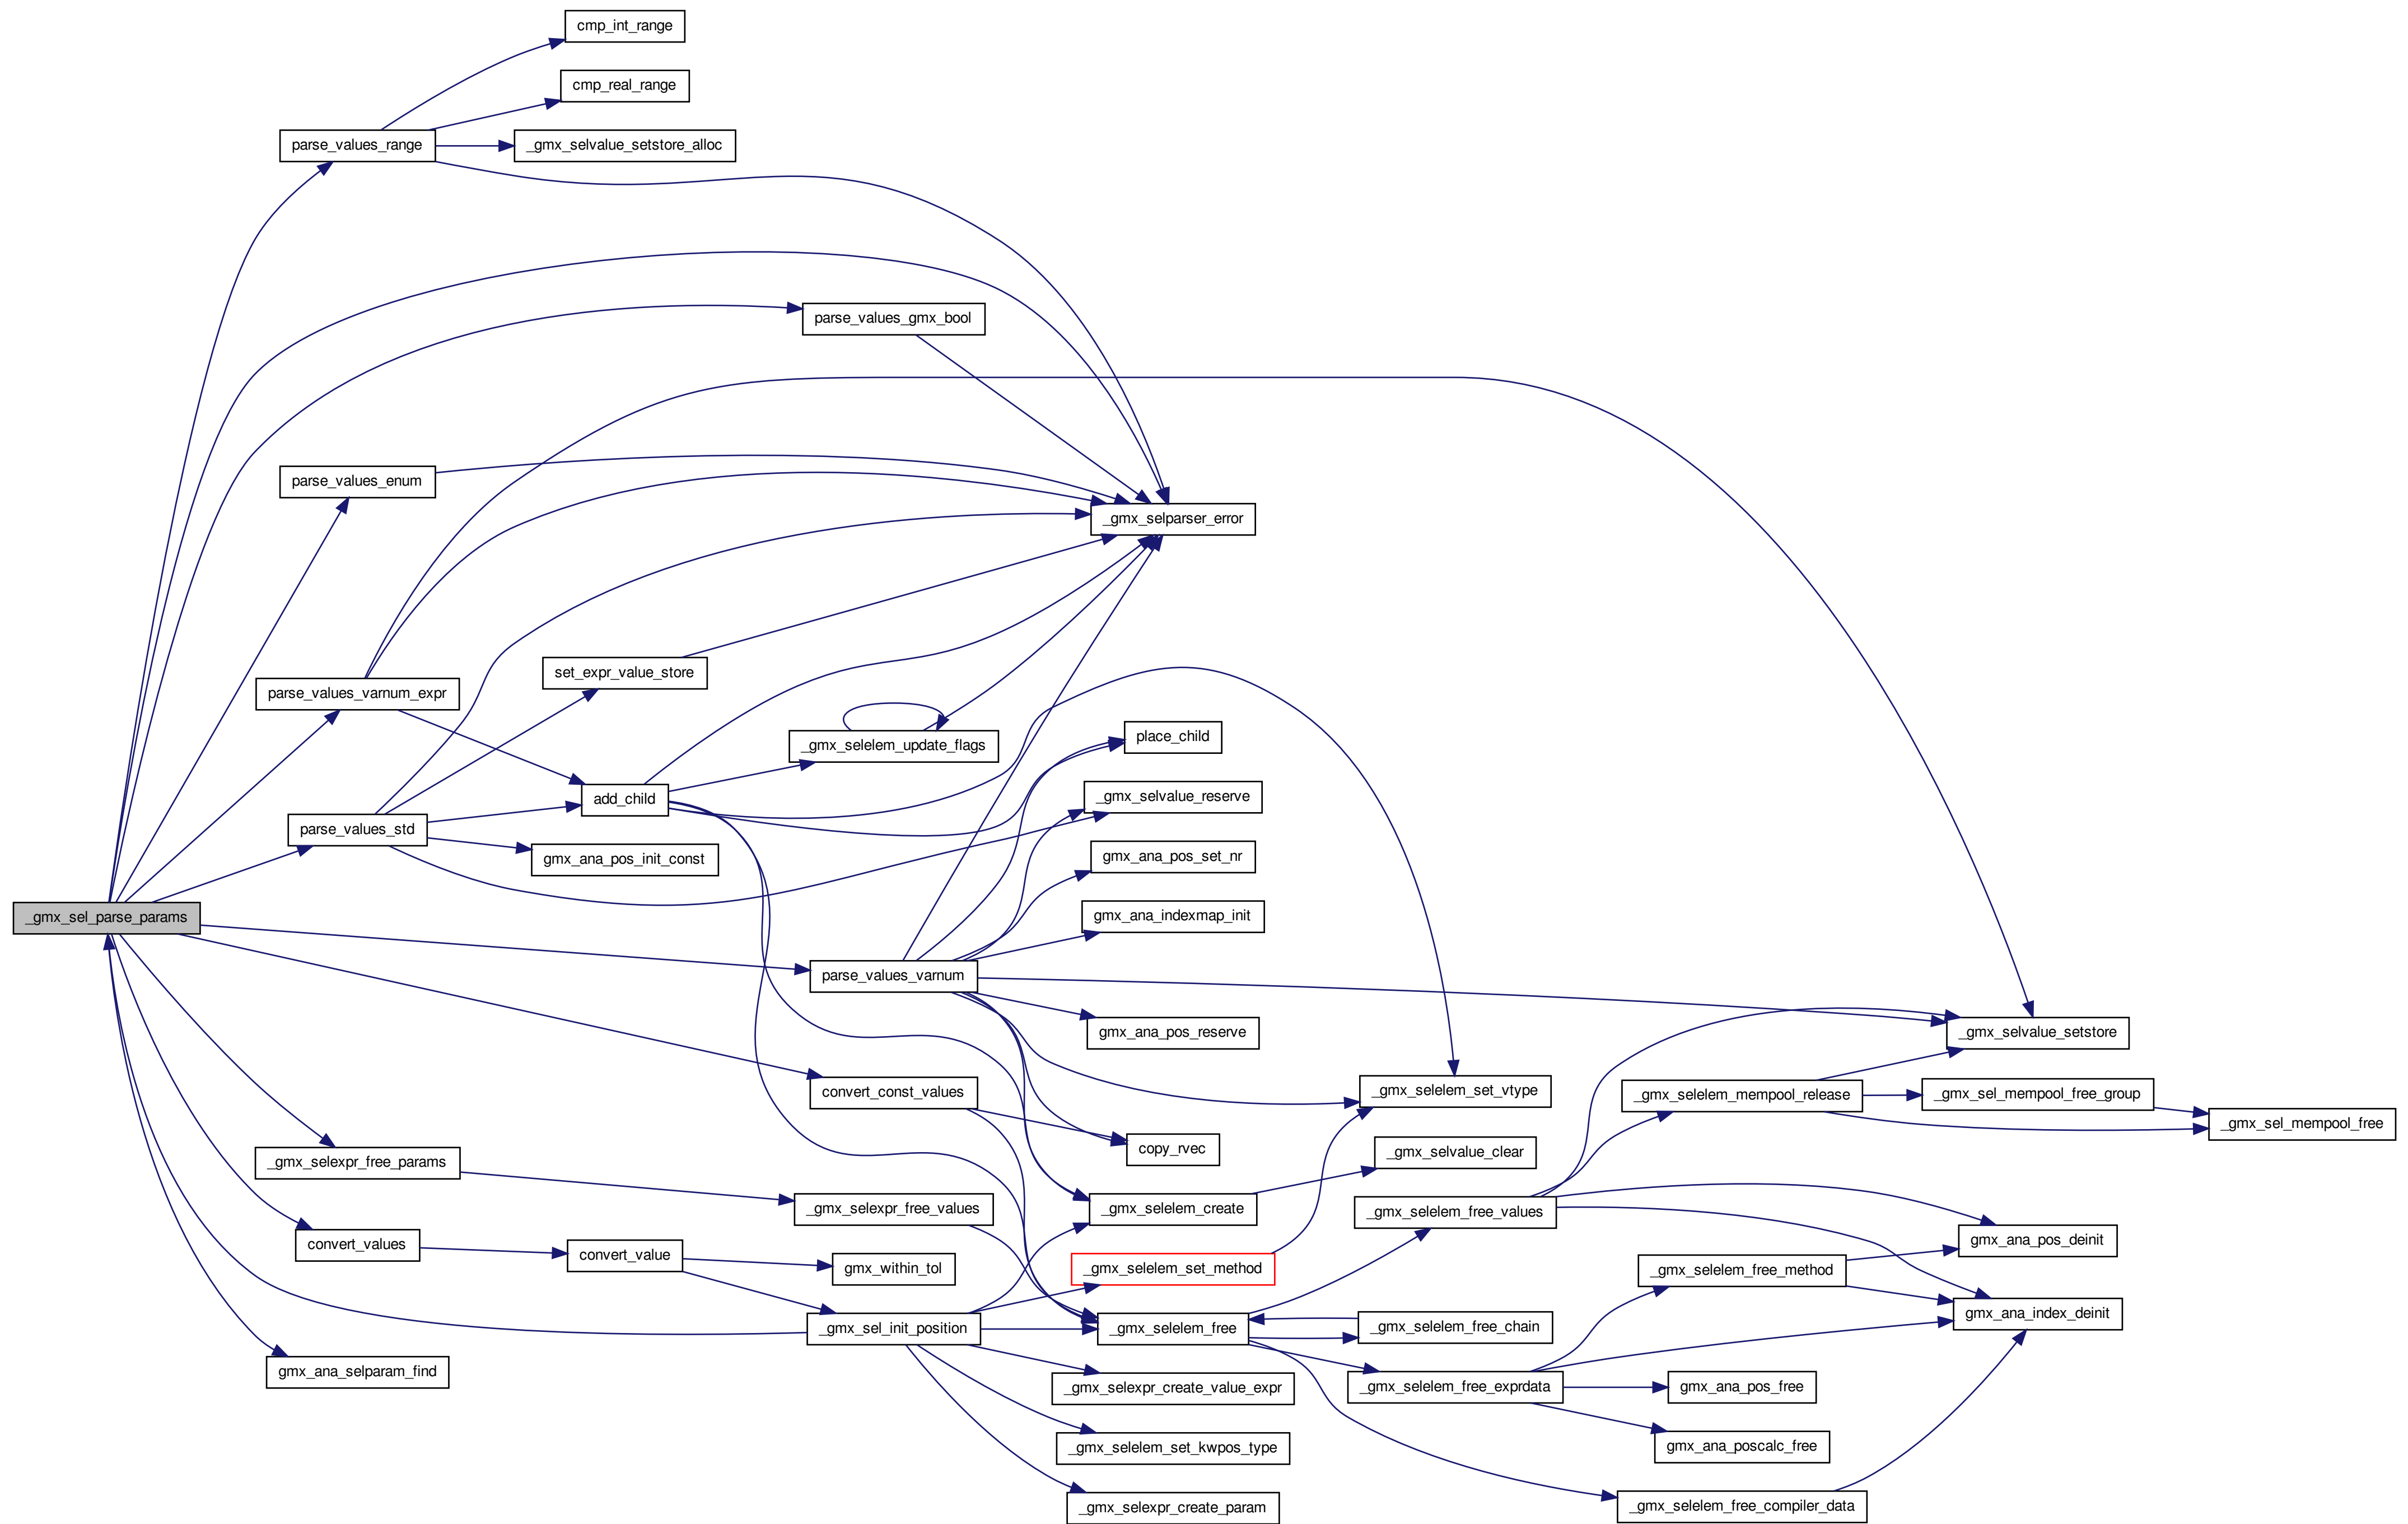 cmp_int_range
cmp_real_range
parse_values_range
_gmx_selvalue_setstore_alloc
parse_values_gmx_bool
parse_values_enum
_gmx_selparser_error
set_expr_value_store
parse_values_varnum_expr
place_child
_gmx_selelem_update_flags
_gmx_selvalue_reserve
add_child
parse_values_std
gmx_ana_pos_init_const
gmx_ana_pos_set_nr
_gmx_sel_parse_params
gmx_ana_indexmap_init
parse_values_varnum
gmx_ana_pos_reserve
_gmx_selvalue_setstore
convert_const_values
_gmx_selelem_set_vtype
_gmx_selelem_mempool_release
_gmx_sel_mempool_free_group
_gmx_sel_mempool_free
copy_rvec
_gmx_selvalue_clear
_gmx_selexpr_free_params
_gmx_selexpr_free_values
_gmx_selelem_create
_gmx_selelem_free_values
gmx_ana_pos_deinit
convert_values
convert_value
gmx_within_tol
_gmx_selelem_set_method
_gmx_selelem_free_method
gmx_ana_index_deinit
_gmx_sel_init_position
_gmx_selelem_free
_gmx_selelem_free_chain
gmx_ana_selparam_find
_gmx_selexpr_create_value_expr
_gmx_selelem_free_exprdata
gmx_ana_pos_free
_gmx_selelem_set_kwpos_type
gmx_ana_poscalc_free
_gmx_selexpr_create_param
_gmx_selelem_free_compiler_data